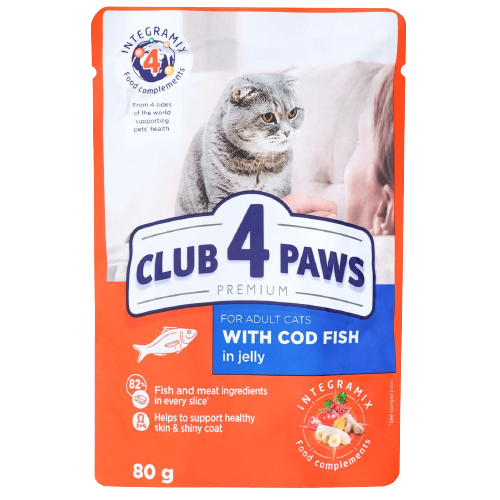 INTEGRAMIX
4
Food complements
From 4 sides
of the world
supporting
pets' health
CLUB 4 PAWS
PREMIUM
FOR ADULT CATS
WITH COD FISH
in jelly
82%
Fish and meat ingredients
in every slice*
Helps to support healthy
skin & shiny coat
INTEGRAMIX
Food complements
80 g